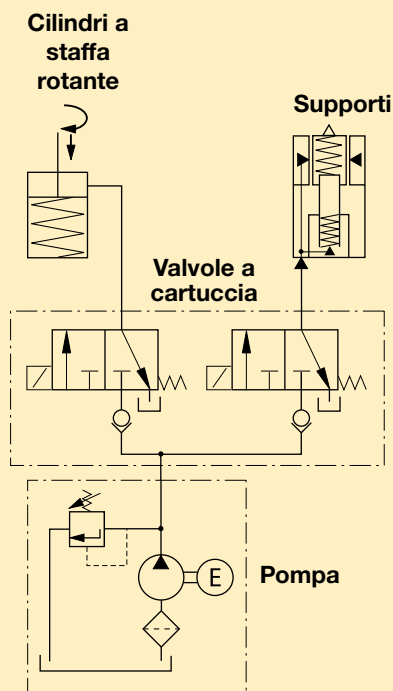 Cilindri a
staffa
rotante
Supporti
Valvole a
cartuccia
E
Pompa